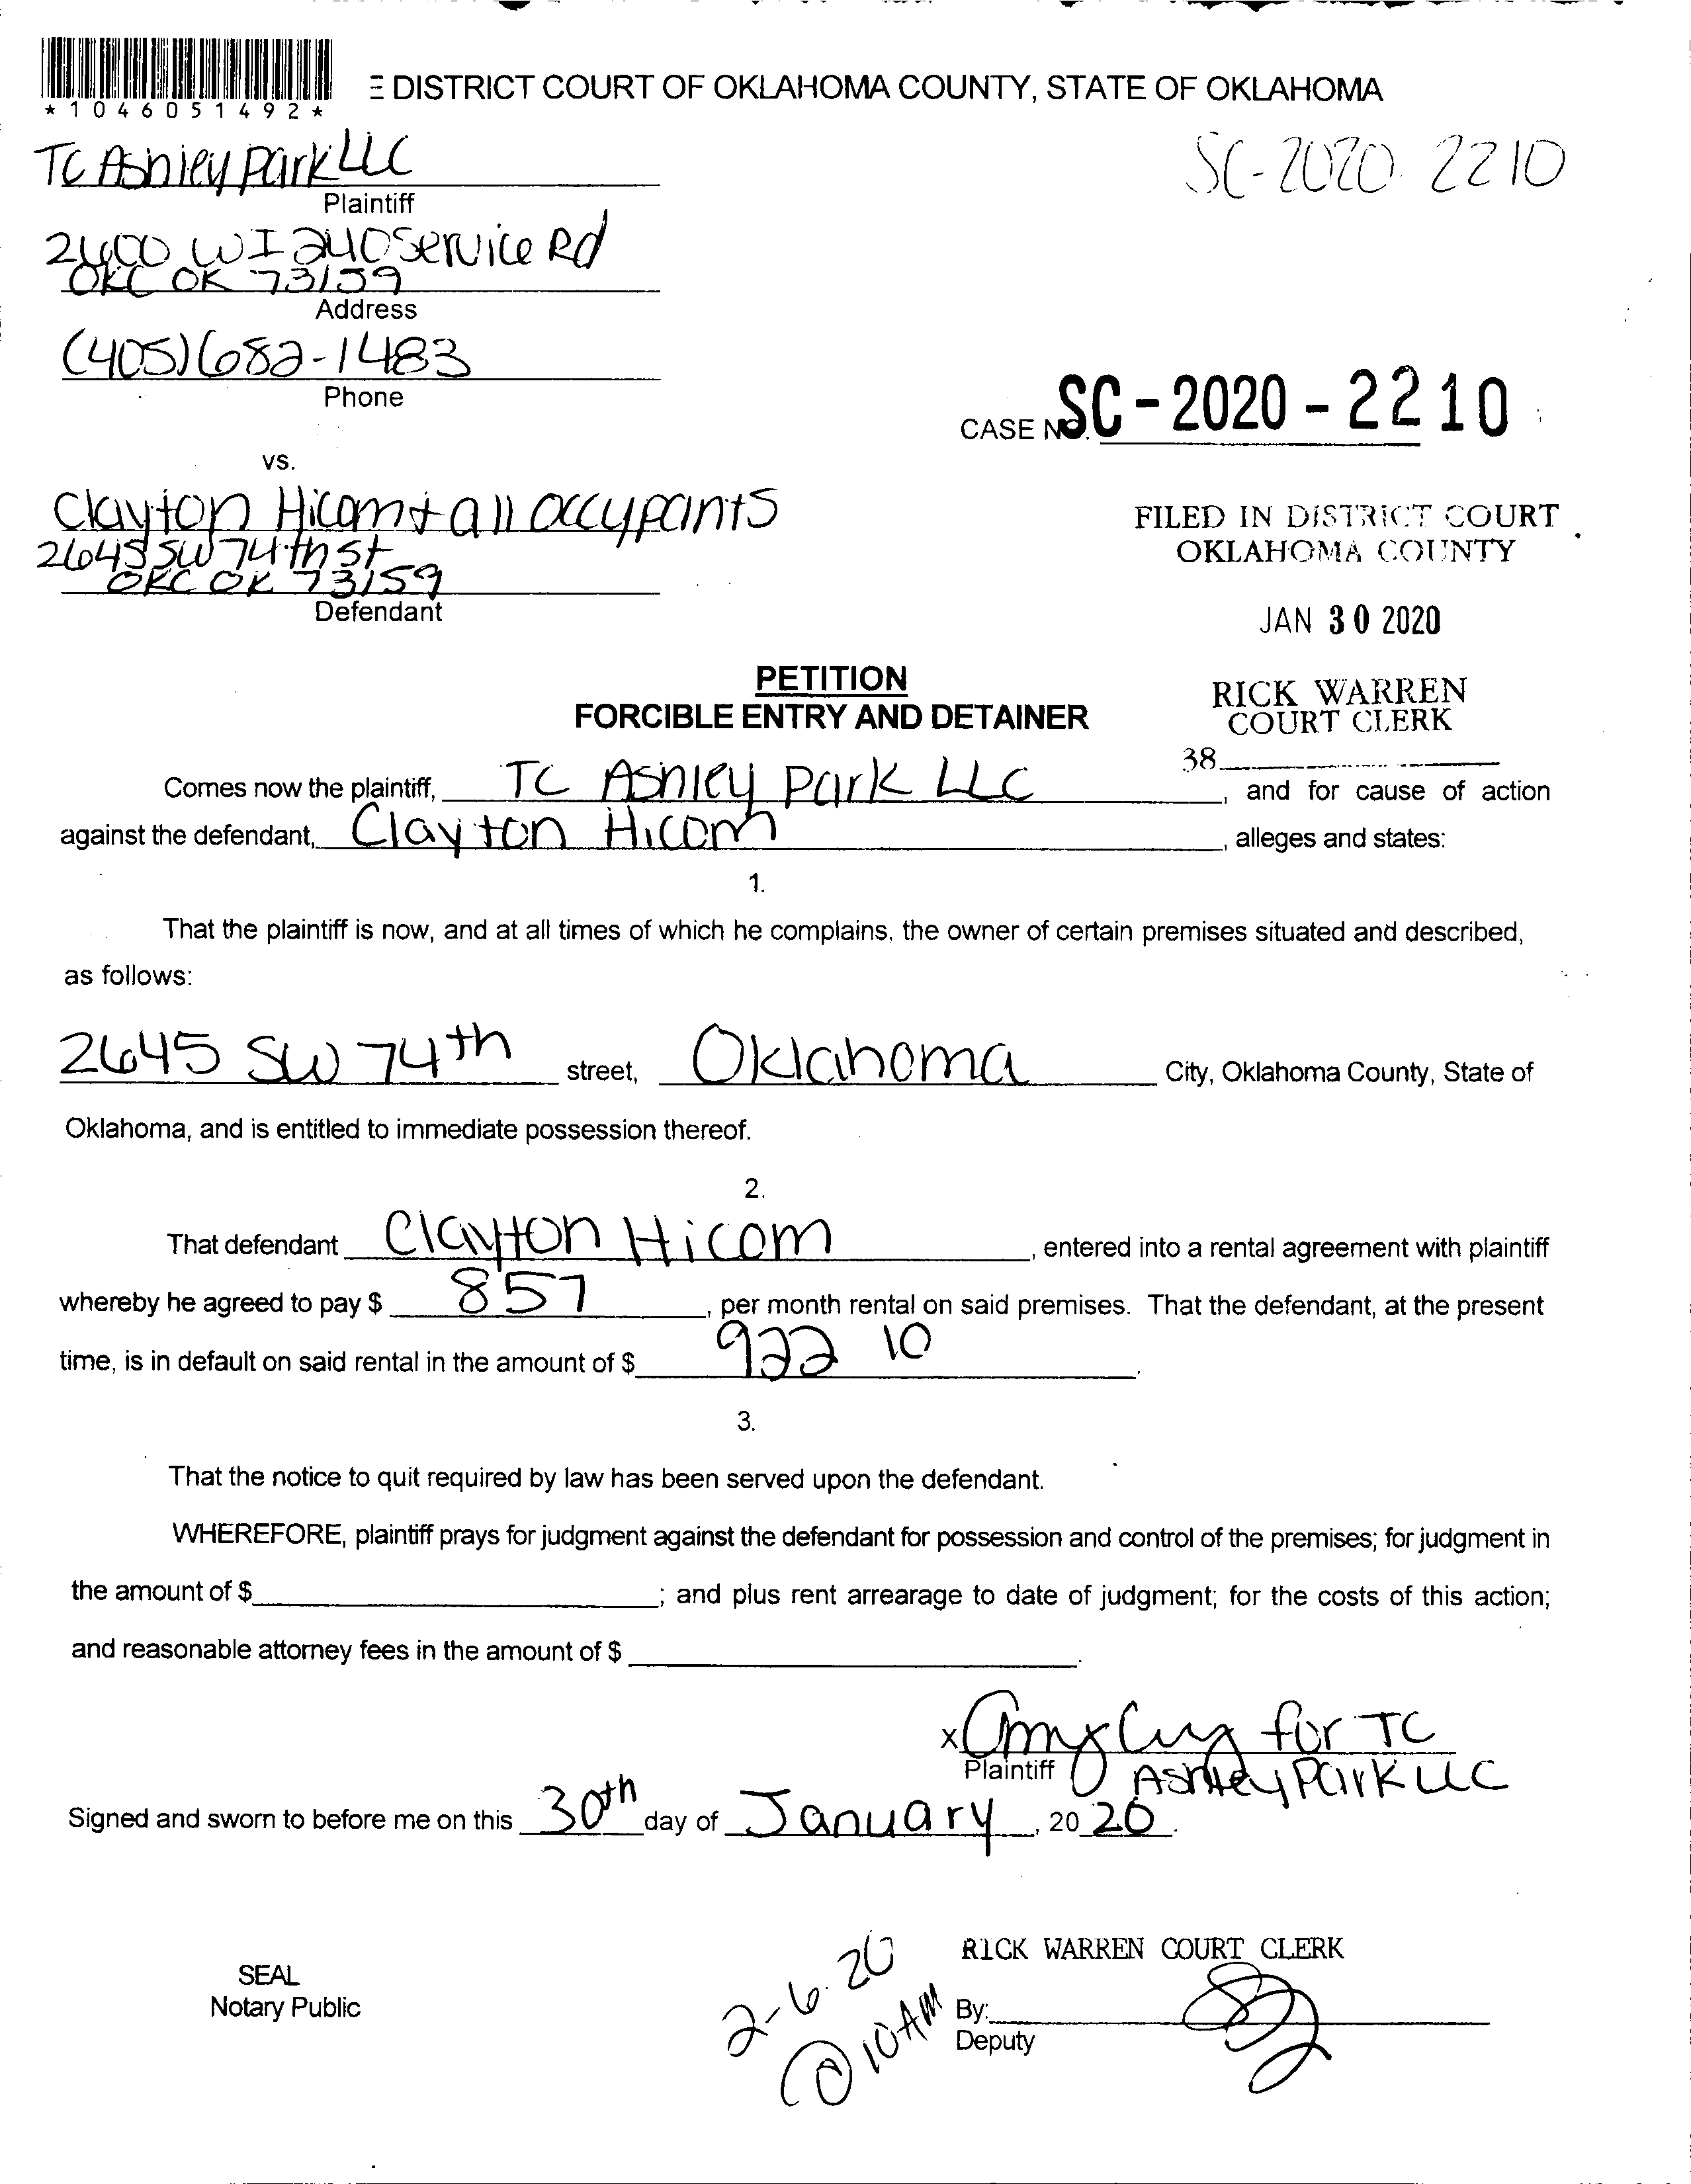 *1046051492*
E DISTRICT COURT OF OKLAHOMA COUNTY, STATE OF OKLAHOMA
TC Ashley Park LLC
SC-2020 2210
Plaintiff
2400 W I 240 Service Rd
OKC OK 73159
Address
(405)682-1483
Phone
CASE NO. SC-2020-2210
vs.
Clayton Hicom + all occupants
2645 SW 74th St
OKC OK 73159
Defendant
FILED IN DISTRICT COURT
OKLAHOMA COUNTY
JAN 30 2020
RICK WARREN
COURT CLERK
38
PETITION
FORCIBLE ENTRY AND DETAINER
Comes now the plaintiff, TC Ashley Park LLC, and for cause of action
against the defendant, Clayton Hicom, alleges and states:
1.
That the plaintiff is now, and at all times of which he complains, the owner of certain premises situated and described,
as follows:
2645 SW 74th street, Oklahoma City, Oklahoma County, State of
Oklahoma, and is entitled to immediate possession thereof.
2.
That defendant Clayton Hicom, entered into a rental agreement with plaintiff
whereby he agreed to pay $ 857, per month rental on said premises. That the defendant, at the present
time, is in default on said rental in the amount of $ 922 10.
3.
That the notice to quit required by law has been served upon the defendant.
WHEREFORE, plaintiff prays for judgment against the defendant for possession and control of the premises; for judgment in
the amount of $ ; and plus rent arrearage to date of judgment; for the costs of this action;
and reasonable attorney fees in the amount of $ .
x Amy for TC
Plaintiff Ashley Park LLC
Signed and sworn to before me on this 30th day of January, 2020.
SEAL
Notary Public
2-6-20
@ 10AM
RICK WARREN COURT CLERK
By:
Deputy